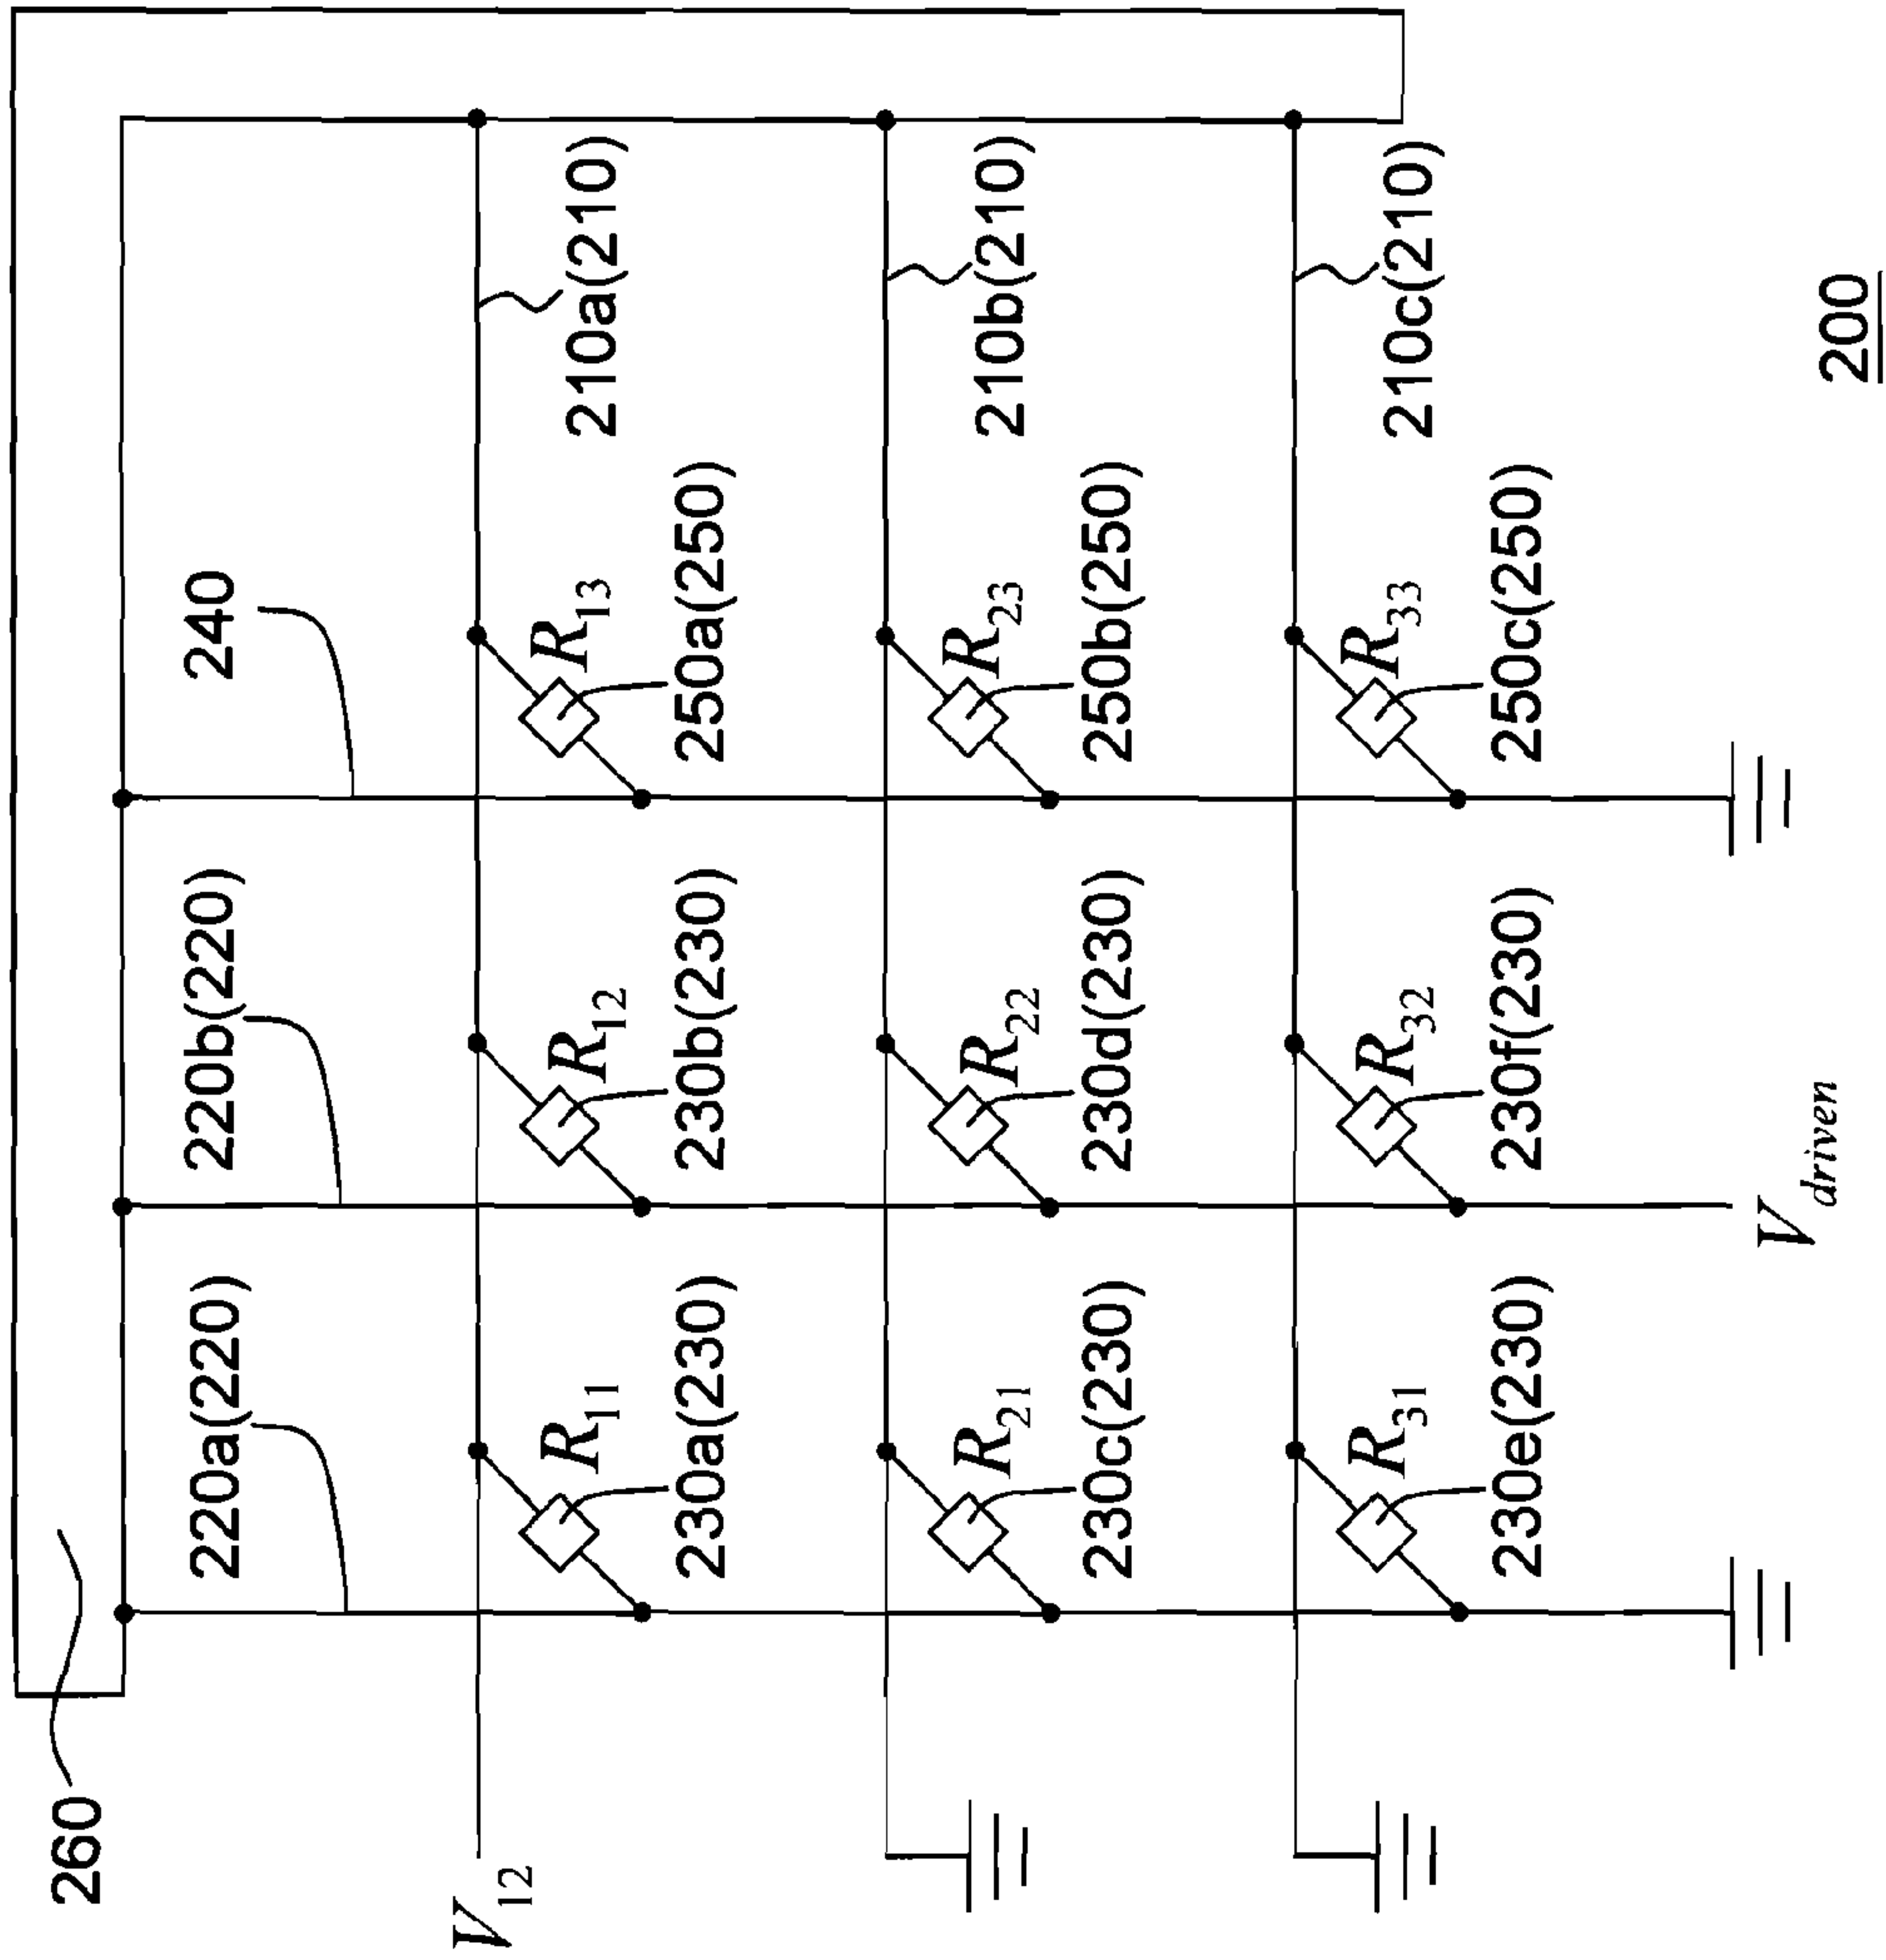 260
220a(220) 220b(220) 240
V12
R11 R12 R13 210a(210)
230a(230) 230b(230) 250a(250)
R21 R22 R23 210b(210)
230c(230) 230d(230) 250b(250)
R31 R32 R33 210c(210)
230e(230) 230f(230) 250c(250)
Vdriven
200